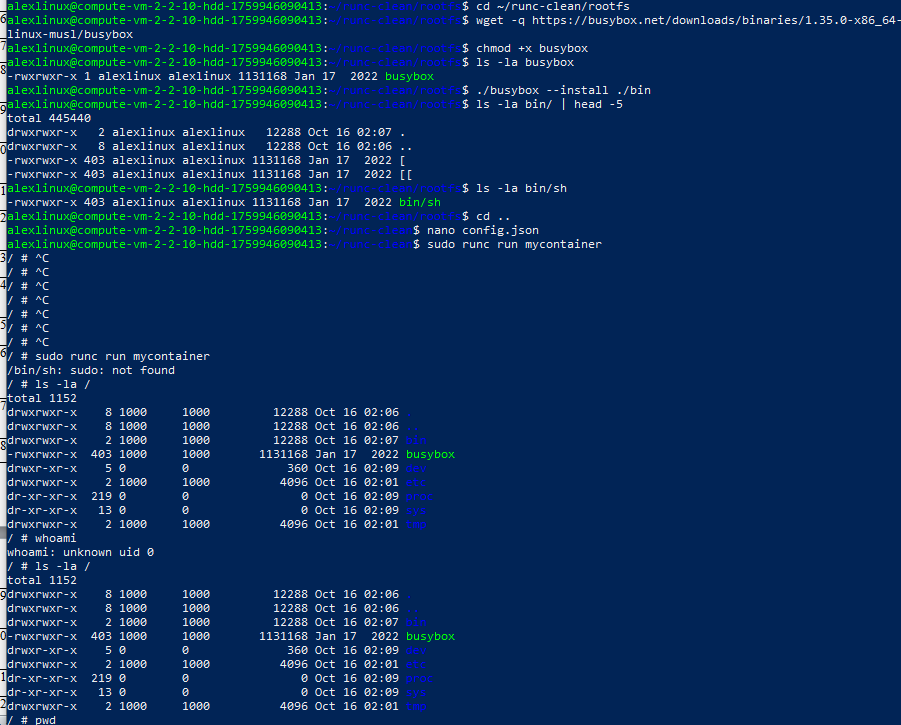 alexlinux@compute-vm-2-2-10-hdd-1759946090413:~/runc-clean/rootfs$ cd ~/runc-clean/rootfs
alexlinux@compute-vm-2-2-10-hdd-1759946090413:~/runc-clean/rootfs$ wget -q https://busybox.net/downloads/binaries/1.35.0-x86_64-
linux-musl/busybox
alexlinux@compute-vm-2-2-10-hdd-1759946090413:~/runc-clean/rootfs$ chmod +x busybox
alexlinux@compute-vm-2-2-10-hdd-1759946090413:~/runc-clean/rootfs$ ls -la busybox
-rwxrwxr-x 1 alexlinux alexlinux 1131168 Jan 17  2022 busybox
alexlinux@compute-vm-2-2-10-hdd-1759946090413:~/runc-clean/rootfs$ ./busybox --install ./bin
alexlinux@compute-vm-2-2-10-hdd-1759946090413:~/runc-clean/rootfs$ ls -la bin/ | head -5
total 445440
drwxrwxr-x   2 alexlinux alexlinux   12288 Oct 16 02:07 .
drwxrwxr-x   8 alexlinux alexlinux   12288 Oct 16 02:06 ..
-rwxrwxr-x 403 alexlinux alexlinux 1131168 Jan 17  2022 [
-rwxrwxr-x 403 alexlinux alexlinux 1131168 Jan 17  2022 [[
alexlinux@compute-vm-2-2-10-hdd-1759946090413:~/runc-clean/rootfs$ ls -la bin/sh
-rwxrwxr-x 403 alexlinux alexlinux 1131168 Jan 17  2022 bin/sh
alexlinux@compute-vm-2-2-10-hdd-1759946090413:~/runc-clean/rootfs$ cd ..
alexlinux@compute-vm-2-2-10-hdd-1759946090413:~/runc-clean$ nano config.json
alexlinux@compute-vm-2-2-10-hdd-1759946090413:~/runc-clean$ sudo runc run mycontainer
/ # ^C
/ # ^C
/ # ^C
/ # ^C
/ # ^C
/ # ^C
/ # ^C
/ # sudo runc run mycontainer
/bin/sh: sudo: not found
/ # ls -la /
total 1152
drwxrwxr-x    8 1000     1000         12288 Oct 16 02:06 .
drwxrwxr-x    8 1000     1000         12288 Oct 16 02:06 ..
drwxrwxr-x    2 1000     1000         12288 Oct 16 02:07 bin
-rwxrwxr-x  403 1000     1000       1131168 Jan 17  2022 busybox
drwxr-xr-x    5 0        0              360 Oct 16 02:09 dev
drwxrwxr-x    2 1000     1000          4096 Oct 16 02:01
dr-xr-xr-x  219 0        0                0 Oct 16 02:09 proc
dr-xr-xr-x   13 0        0                0 Oct 16 02:09 sys
drwxrwxr-x    2 1000     1000          4096 Oct 16 02:01
/ # whoami
whoami: unknown uid 0
/ # ls -la /
total 1152
drwxrwxr-x    8 1000     1000         12288 Oct 16 02:06 .
drwxrwxr-x    8 1000     1000         12288 Oct 16 02:06 ..
drwxrwxr-x    2 1000     1000         12288 Oct 16 02:07 bin
-rwxrwxr-x  403 1000     1000       1131168 Jan 17  2022 busybox
drwxr-xr-x    5 0        0              360 Oct 16 02:09 dev
drwxrwxr-x    2 1000     1000          4096 Oct 16 02:01
dr-xr-xr-x  219 0        0                0 Oct 16 02:09 proc
dr-xr-xr-x   13 0        0                0 Oct 16 02:09 sys
drwxrwxr-x    2 1000     1000          4096 Oct 16 02:01
/ # pwd